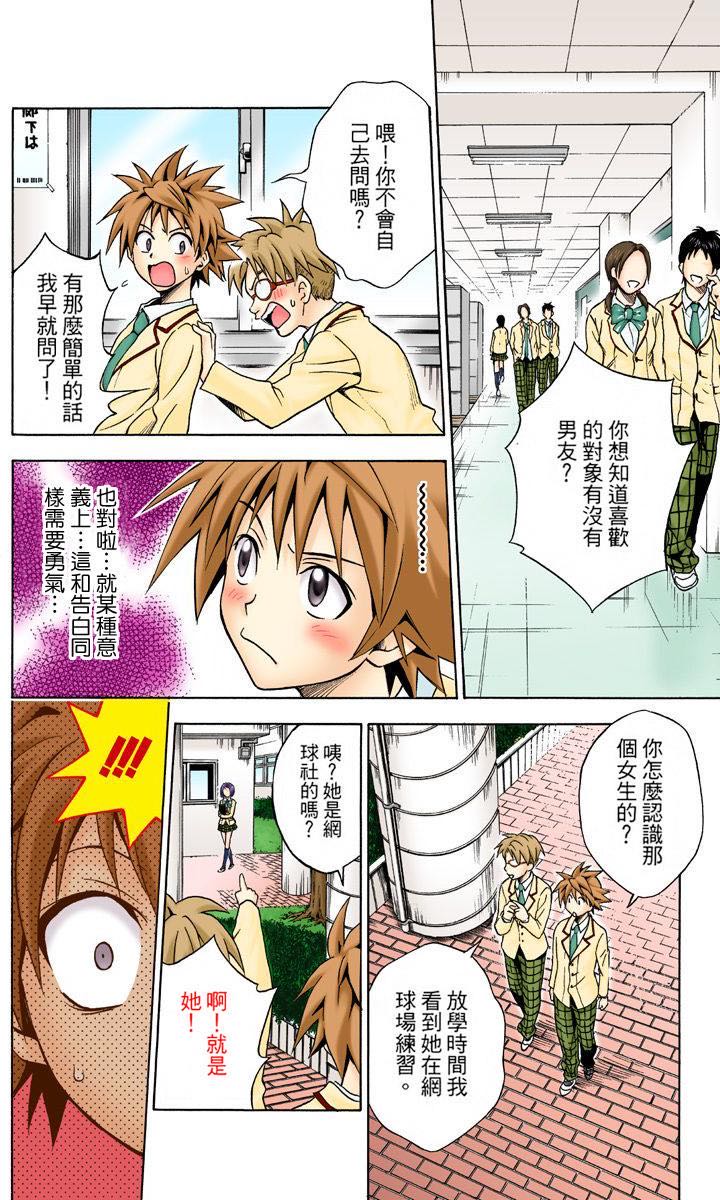 你想知道喜歡
的對象有沒有
男友？
喂！你不會自
己去問嗎？
有那麼簡單的話
我早就問了！
廊下は
也對啦…就某種意
義上…這和告白同
樣需要勇氣…
你怎麼認識那
個女生的？
放學時間我
看到她在網
球場練習。
咦？她是網
球社的嗎？
啊！就是
她！
!!!